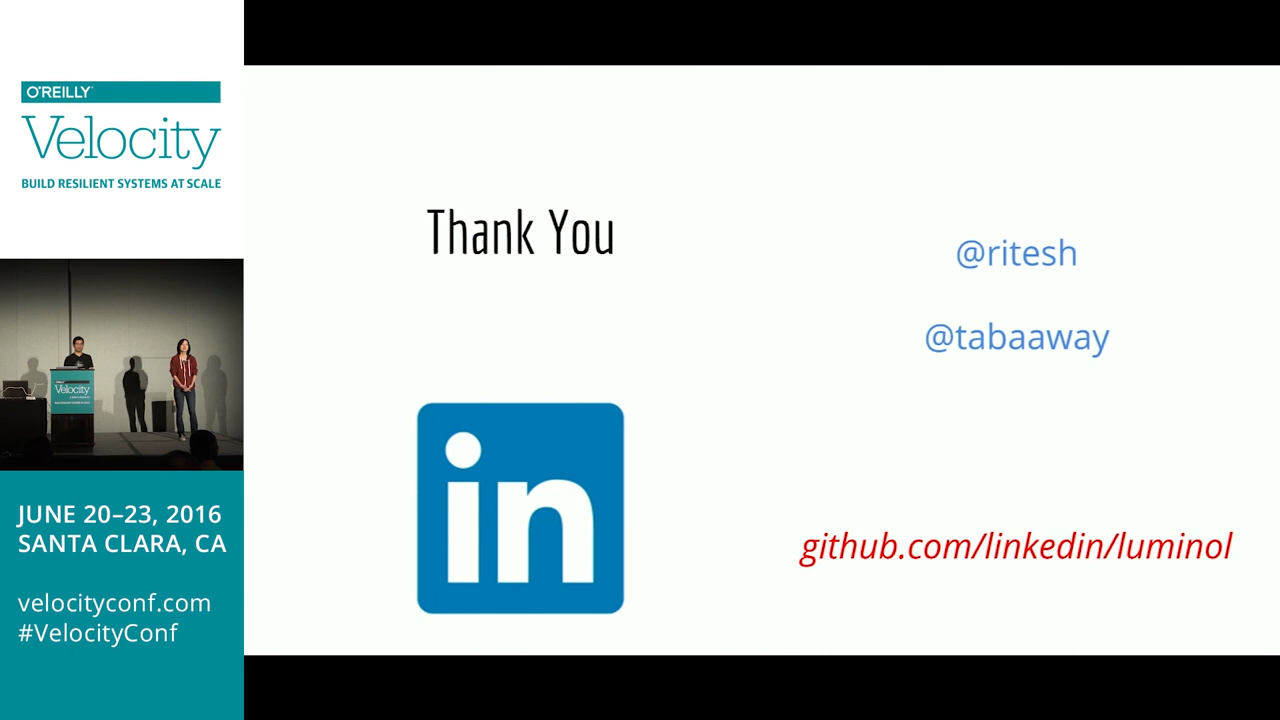 O'REILLY
Velocity
BUILD RESILIENT SYSTEMS AT SCALE
Velocity
JUNE 20–23, 2016
SANTA CLARA, CA
velocityconf.com
#VelocityConf
Thank You
@ritesh
@tabaaway
in
github.com/linkedin/luminol